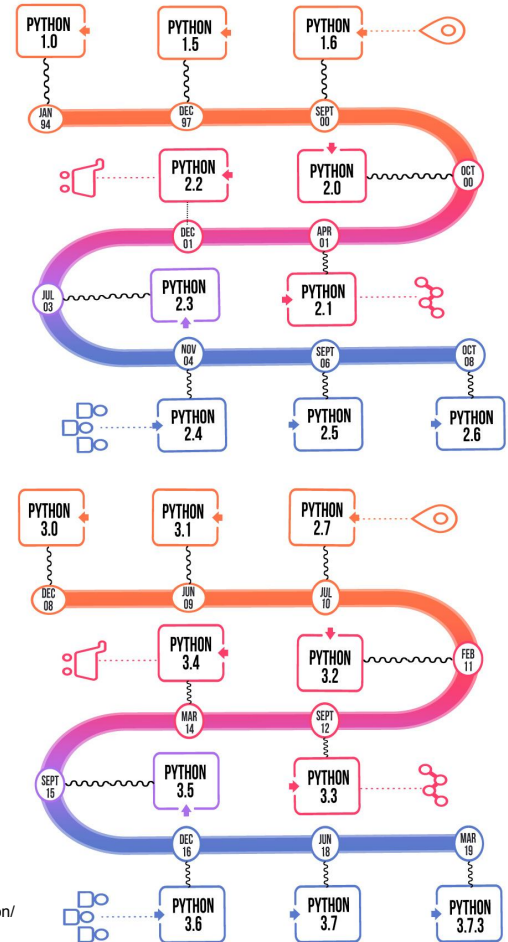 PYTHON
1.0
PYTHON
1.5
PYTHON
1.6
JAN
94
DEC
97
SEPT
00
PYTHON
2.2
PYTHON
2.0
OCT
00
DEC
01
APR
01
JUL
03
PYTHON
2.3
PYTHON
2.1
NOV
04
SEPT
06
OCT
08
PYTHON
2.4
PYTHON
2.5
PYTHON
2.6
PYTHON
3.0
PYTHON
3.1
PYTHON
2.7
DEC
08
JUN
09
JUL
10
PYTHON
3.4
PYTHON
3.2
FEB
11
MAR
14
SEPT
12
SEPT
15
PYTHON
3.5
PYTHON
3.3
DEC
16
JUN
18
MAR
19
on/
PYTHON
3.6
PYTHON
3.7
PYTHON
3.7.3